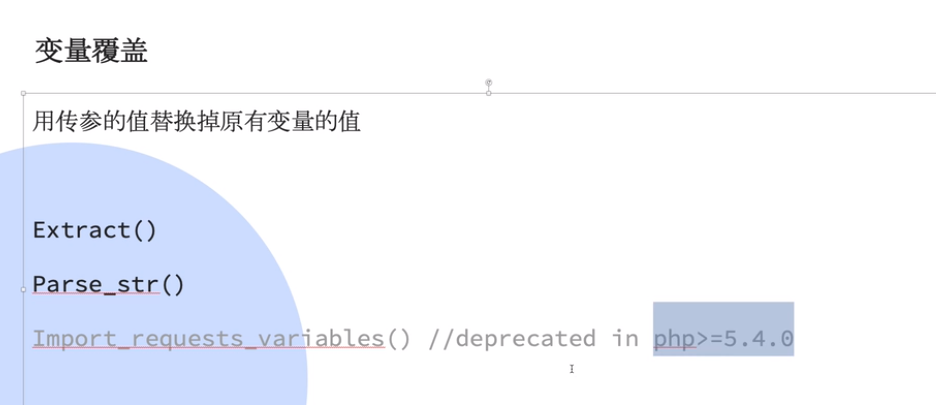 变量覆盖
用传参的值替换掉原有变量的值
Extract()
Parse_str()
Import_requests_variables() //deprecated in php>=5.4.0